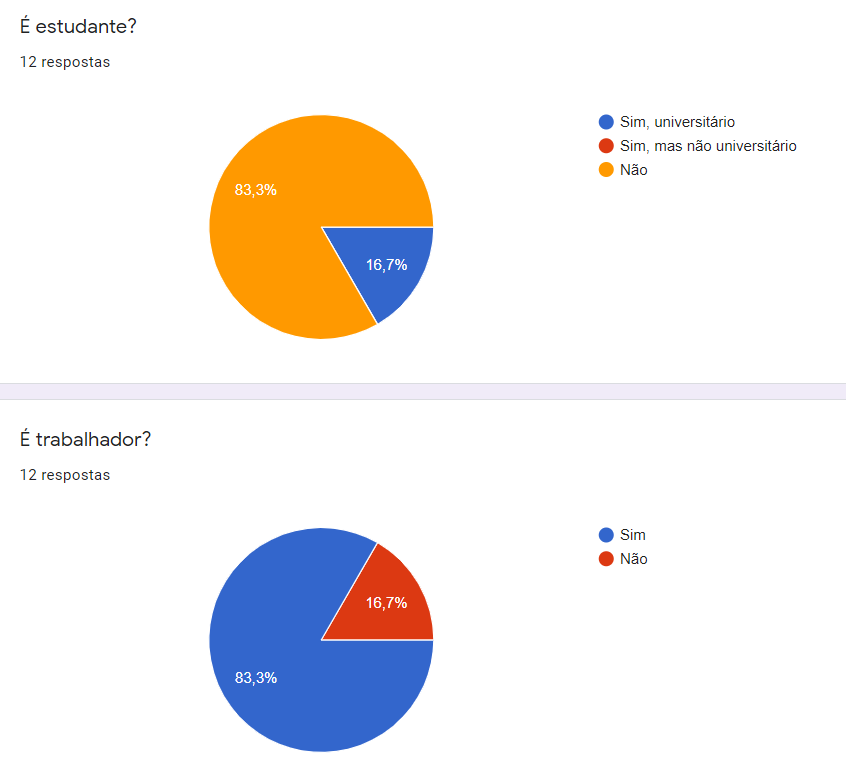 É estudante?
12 respostas
Sim, universitário
Sim, mas não universitário
Não
83,3%
16,7%
É trabalhador?
12 respostas
Sim
Não
16,7%
83,3%